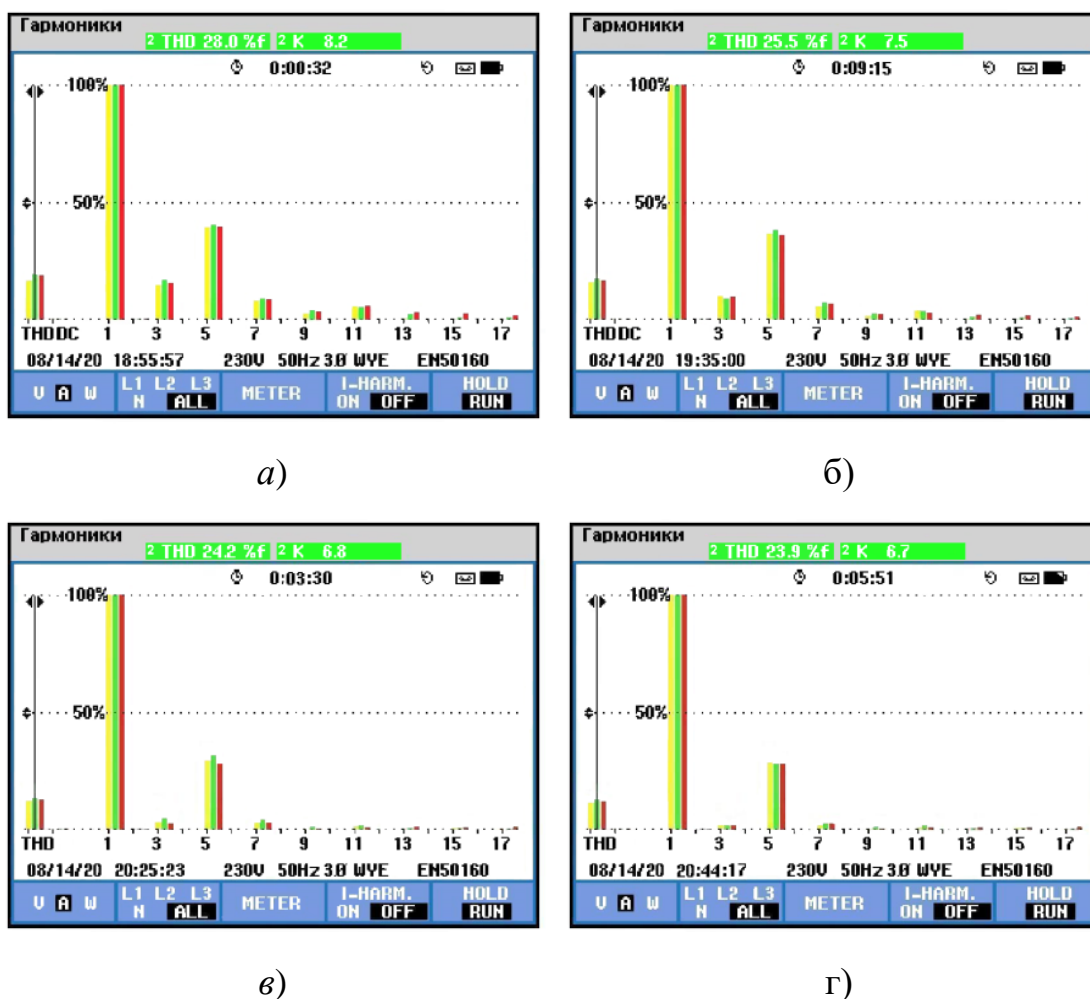 Гармоники
2 THD 28.0 %f 2 K 8.2
0:00:32
100%
50%
THD DC 1 3 5 7 9 11 13 15 17
08/14/20 18:55:57 230V 50Hz 3.0 WYE EN50160
V A W L1 L2 L3 N ALL METER I-HARM. ON OFF HOLD RUN
а)
Гармоники
2 THD 25.5 %f 2 K 7.5
0:09:15
100%
50%
THD DC 1 3 5 7 9 11 13 15 17
08/14/20 19:35:00 230V 50Hz 3.0 WYE EN50160
V A W L1 L2 L3 N ALL METER I-HARM. ON OFF HOLD RUN
б)
Гармоники
2 THD 24.2 %f 2 K 6.8
0:03:30
100%
50%
THD 1 3 5 7 9 11 13 15 17
08/14/20 20:25:23 230V 50Hz 3.0 WYE EN50160
V A W L1 L2 L3 N ALL METER I-HARM. ON OFF HOLD RUN
в)
Гармоники
2 THD 23.9 %f 2 K 6.7
0:05:51
100%
50%
THD 1 3 5 7 9 11 13 15 17
08/14/20 20:44:17 230V 50Hz 3.0 WYE EN50160
V A W L1 L2 L3 N ALL METER I-HARM. ON OFF HOLD RUN
г)